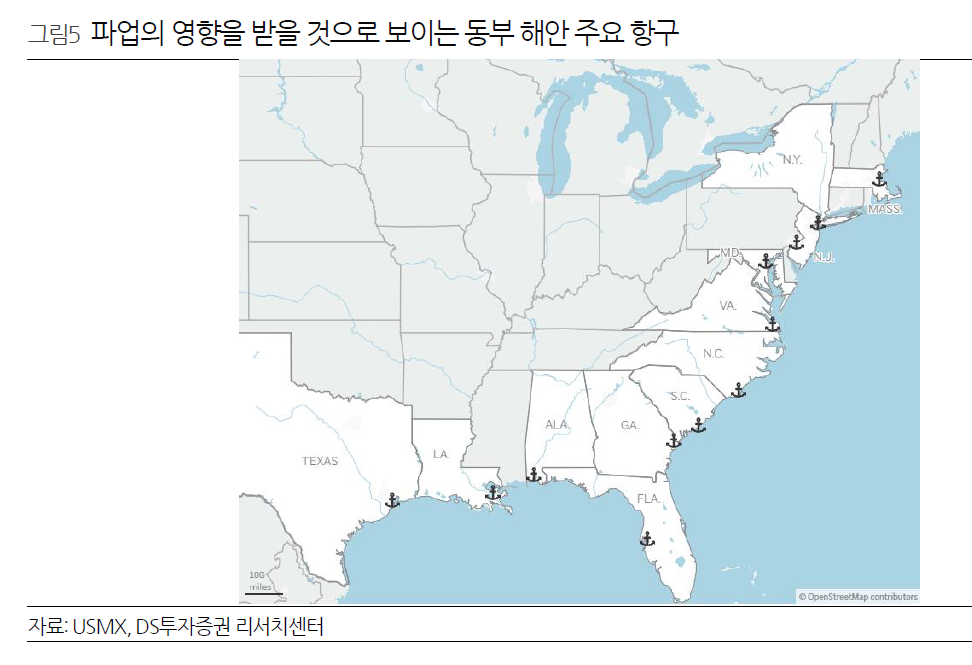 그림5 파업의 영향을 받을 것으로 보이는 동부 해안 주요 항구
N.Y.
MASS.
MD.
N.J.
VA.
N.C.
S.C.
ALA.
GA.
LA.
TEXAS
FLA.
100
miles
© OpenStreetMap contributors
자료: USMX, DS투자증권 리서치센터